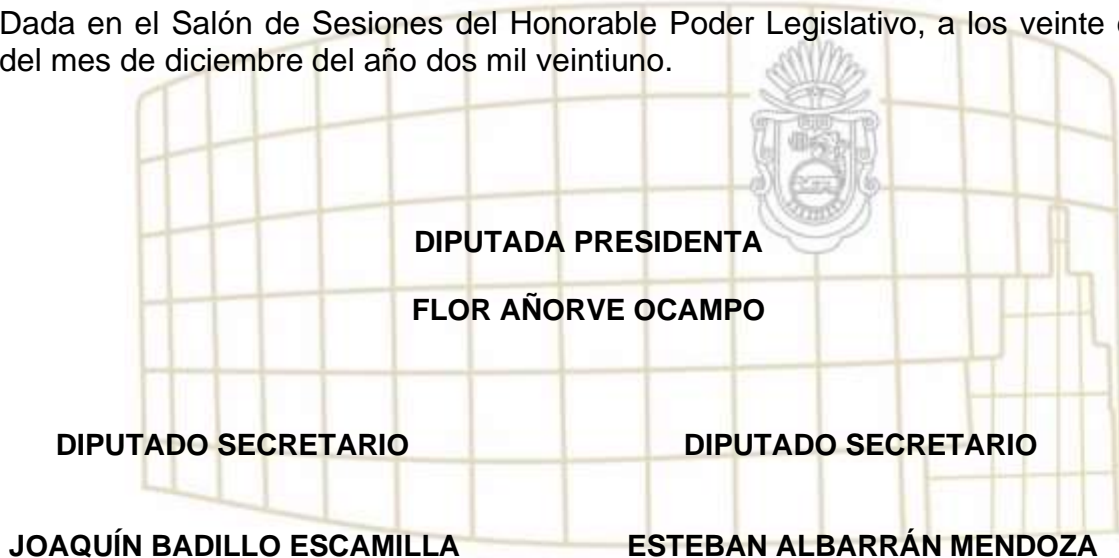 Dada en el Salón de Sesiones del Honorable Poder Legislativo, a los veinte
del mes de diciembre del año dos mil veintiuno.
DIPUTADA PRESIDENTA
FLOR AÑORVE OCAMPO
DIPUTADO SECRETARIO DIPUTADO SECRETARIO
JOAQUÍN BADILLO ESCAMILLA ESTEBAN ALBARRÁN MENDOZA